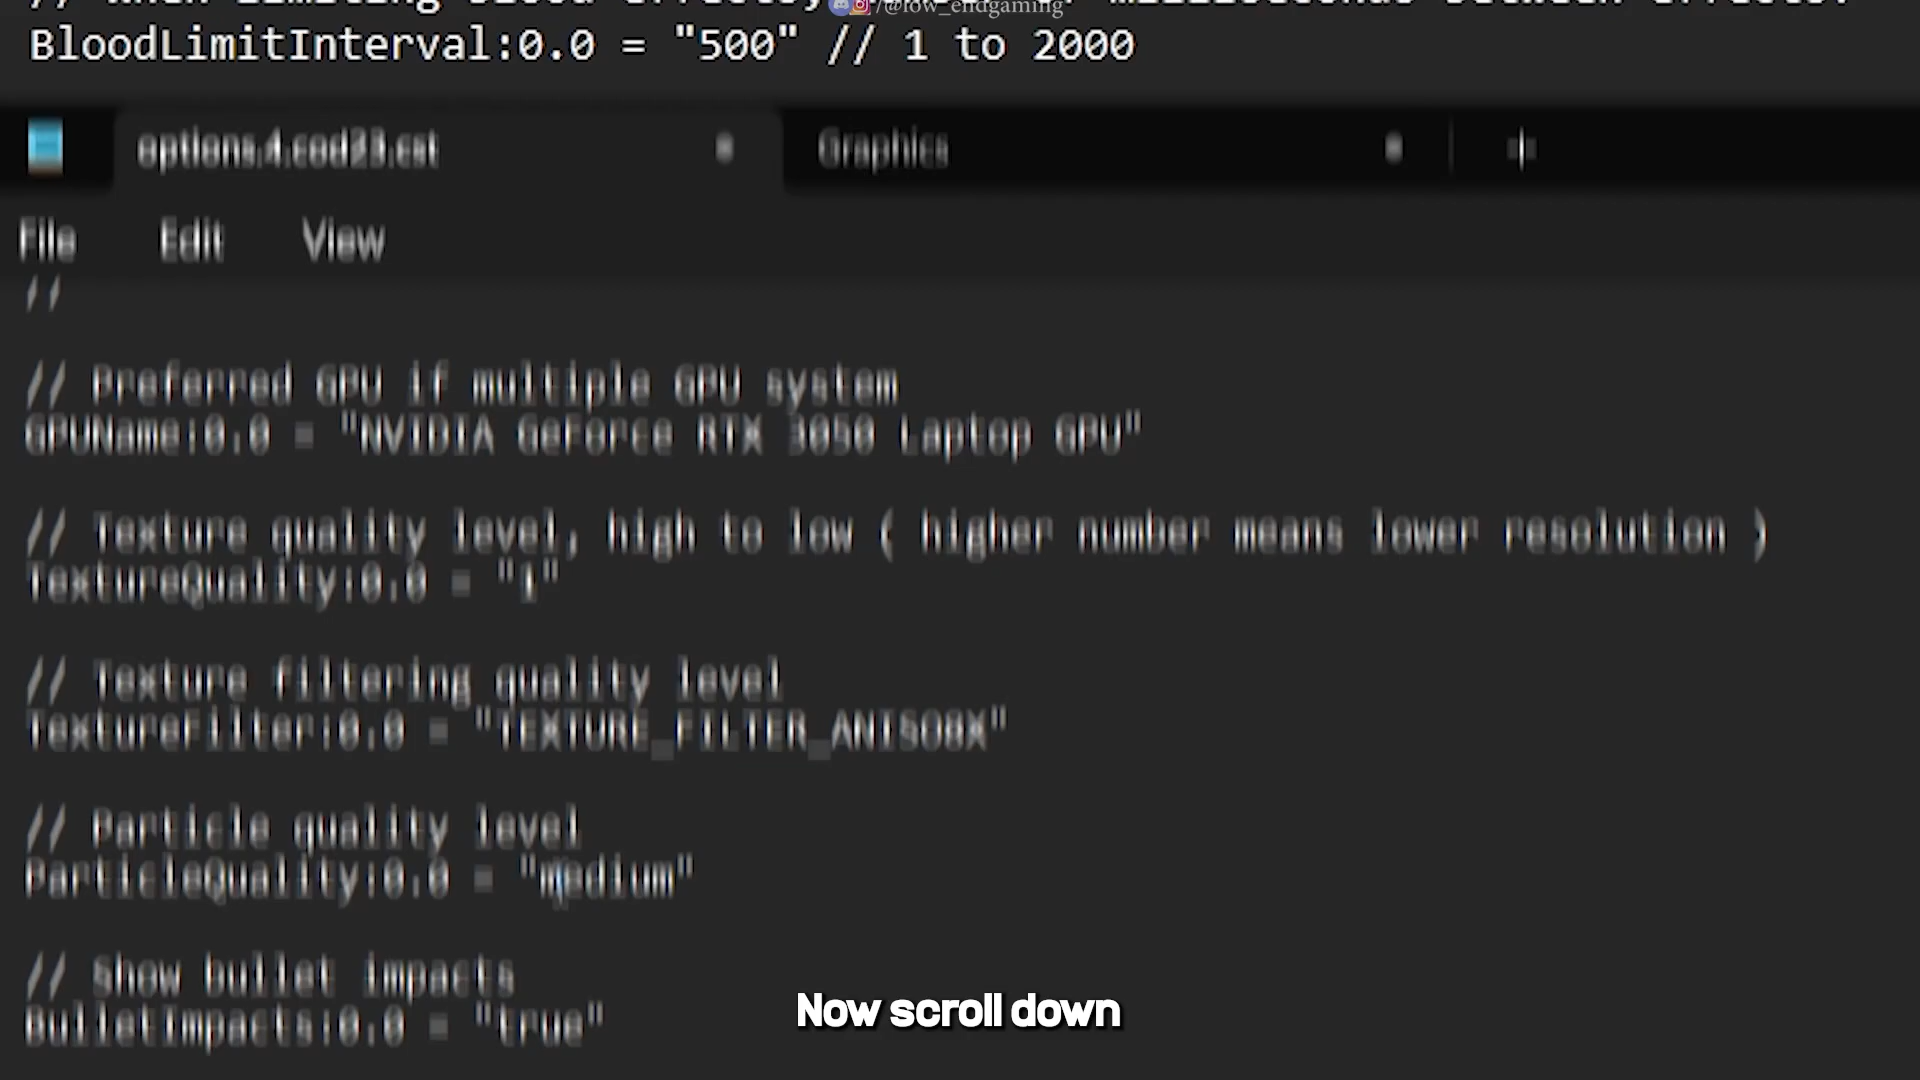 /@low_endgaming
BloodLimitInterval:0.0 = "500" // 1 to 2000
options.4.cod23.cst
Graphics
+
File Edit View
//
// Preferred GPU if multiple GPU system
GPUName:0.0 = "NVIDIA GeForce RTX 3050 Laptop GPU"
// Texture quality level, high to low ( higher number means lower resolution )
TextureQuality:0.0 = "1"
// Texture filtering quality level
TextureFilter:0.0 = "TEXTURE_FILTER_ANISO8X"
// Particle quality level
ParticleQuality:0.0 = "medium"
// Show bullet impacts
BulletImpacts:0.0 = "true"
Now scroll down